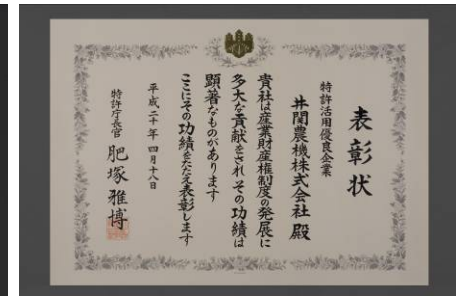 表彰状
特許活用優良企業
井関農機株式会社 殿
貴社は産業財産権制度の発展に
多大な貢献をされ その功績は
顕著なものがあります
ここにその功績をたたえ表彰します
平成二十年四月十八日
特許庁長官 肥塚雅博